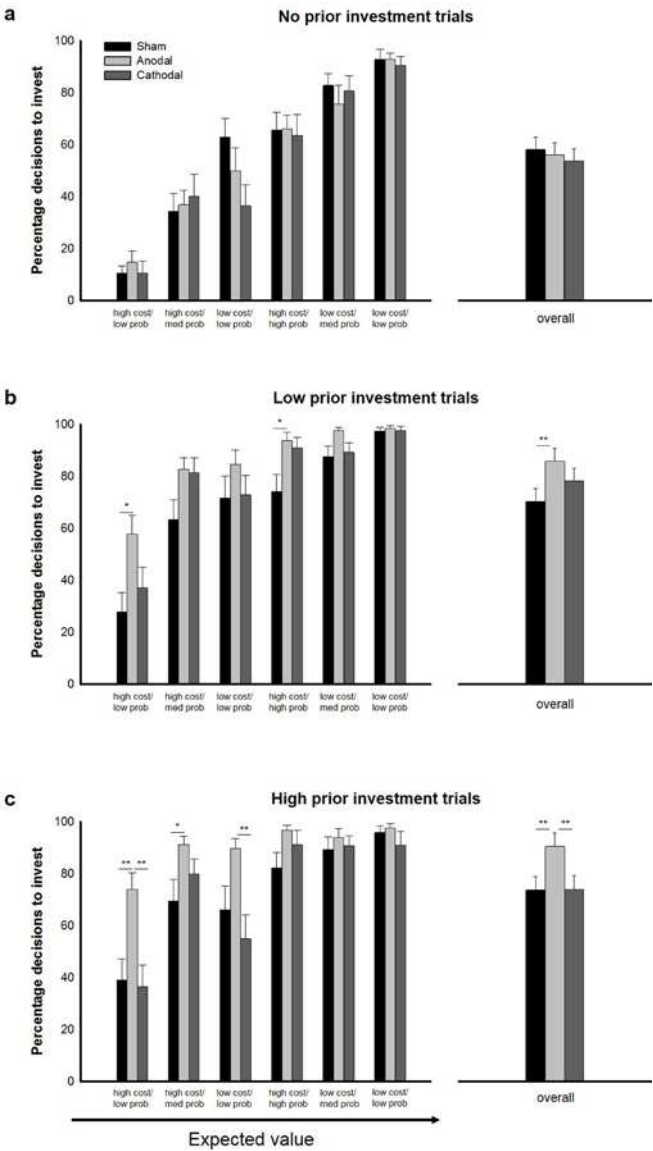 a
No prior investment trials
Sham
Anodal
Cathodal
Percentage decisions to invest
100
80
60
40
20
0
high cost/ high cost/ low cost/ high cost/ low cost/ low cost/
low prob med prob low prob high prob med prob low prob
overall
b
Low prior investment trials
Percentage decisions to invest
100
80
60
40
20
0
*
*
**
high cost/ high cost/ low cost/ high cost/ low cost/ low cost/
low prob med prob low prob high prob med prob low prob
overall
c
High prior investment trials
Percentage decisions to invest
100
80
60
40
20
0
** **
*
**
** **
high cost/ high cost/ low cost/ high cost/ low cost/ low cost/
low prob med prob low prob high prob med prob low prob
overall
Expected value